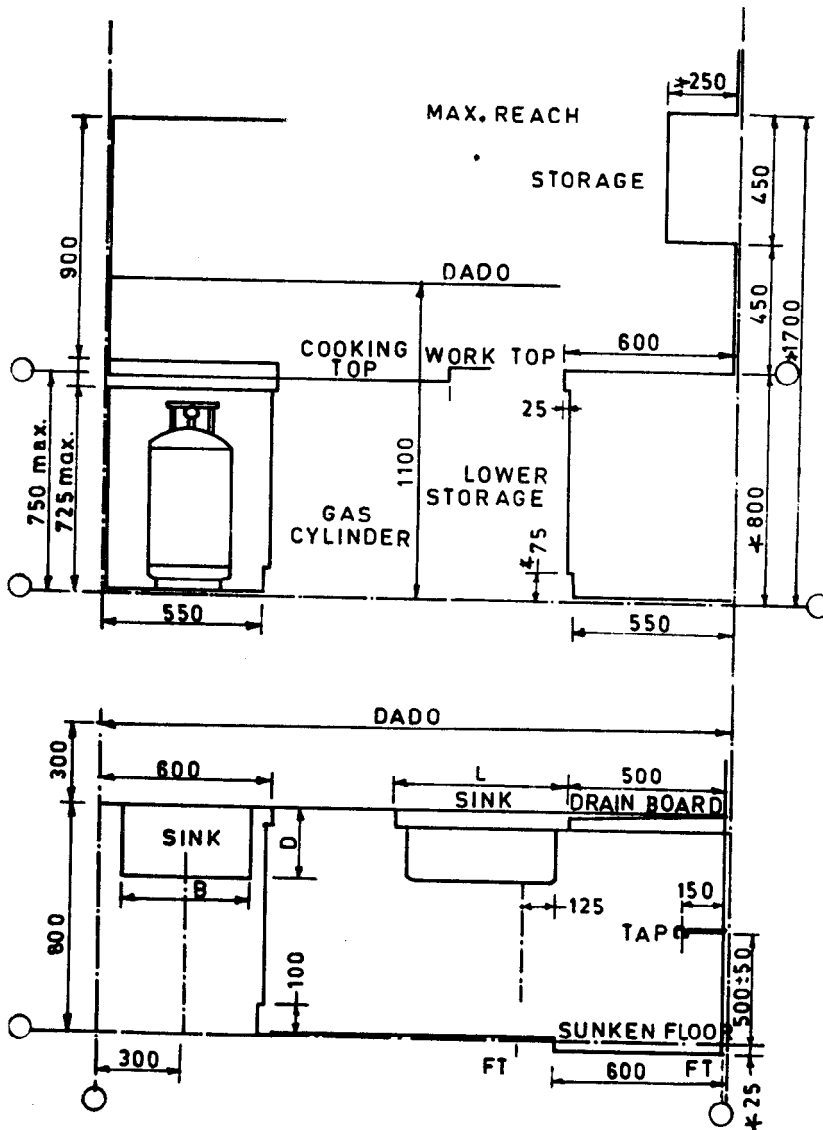 *250
MAX. REACH
STORAGE
450
900
DADO
450
COOKING
TOP
WORK TOP
600
*1700
25
750 max.
725 max.
1100
LOWER
STORAGE
GAS
CYLINDER
*75
*800
550
550
DADO
300
600
L
500
SINK
DRAIN BOARD
SINK
D
B
800
125
150
TAP
100
500±50
SUNKEN FLOOR
FT
FT
300
600
*25